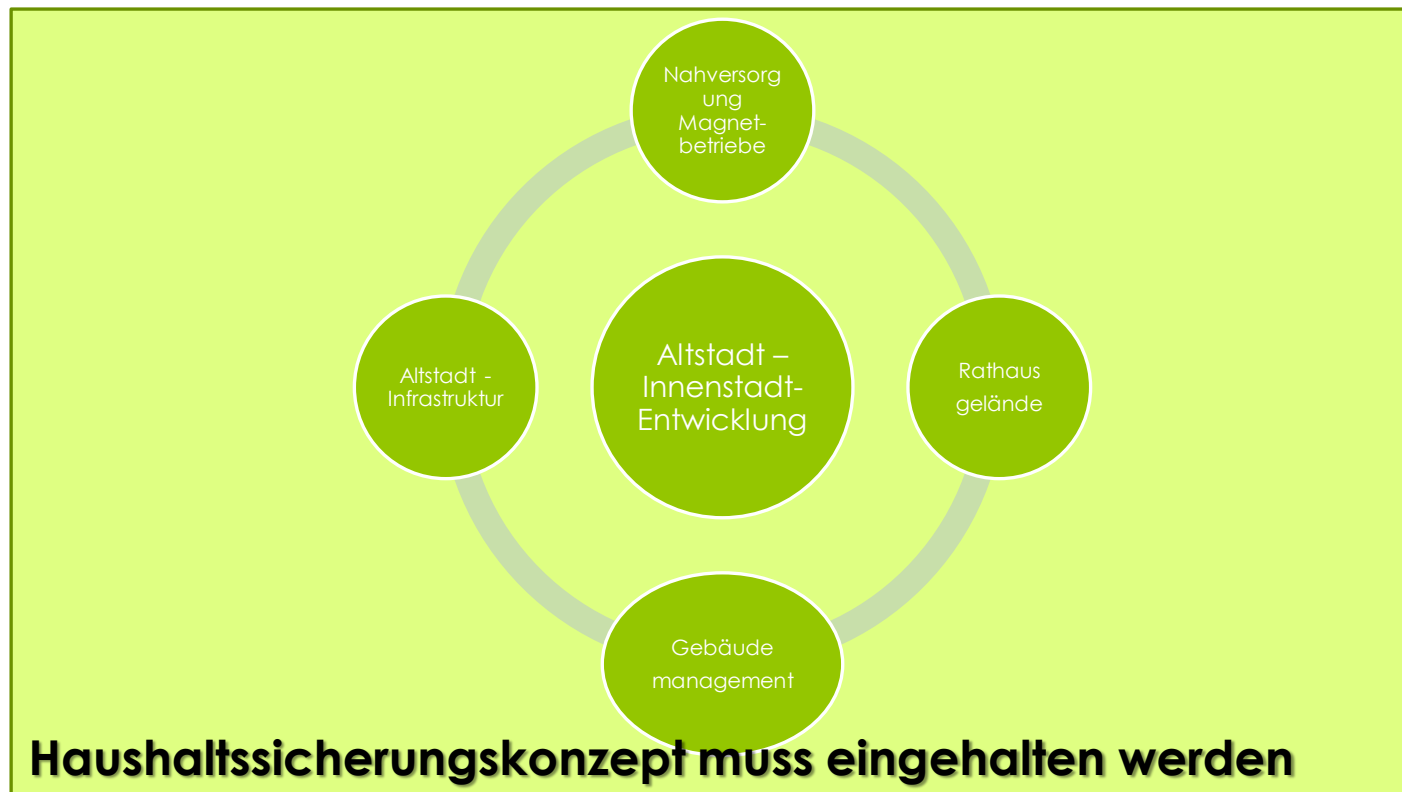 Nahversorg
ung
Magnet-
betriebe
Altstadt -
Infrastruktur
Altstadt –
Innenstadt-
Entwicklung
Rathaus
gelände
Gebäude
management
Haushaltssicherungskonzept muss eingehalten werden